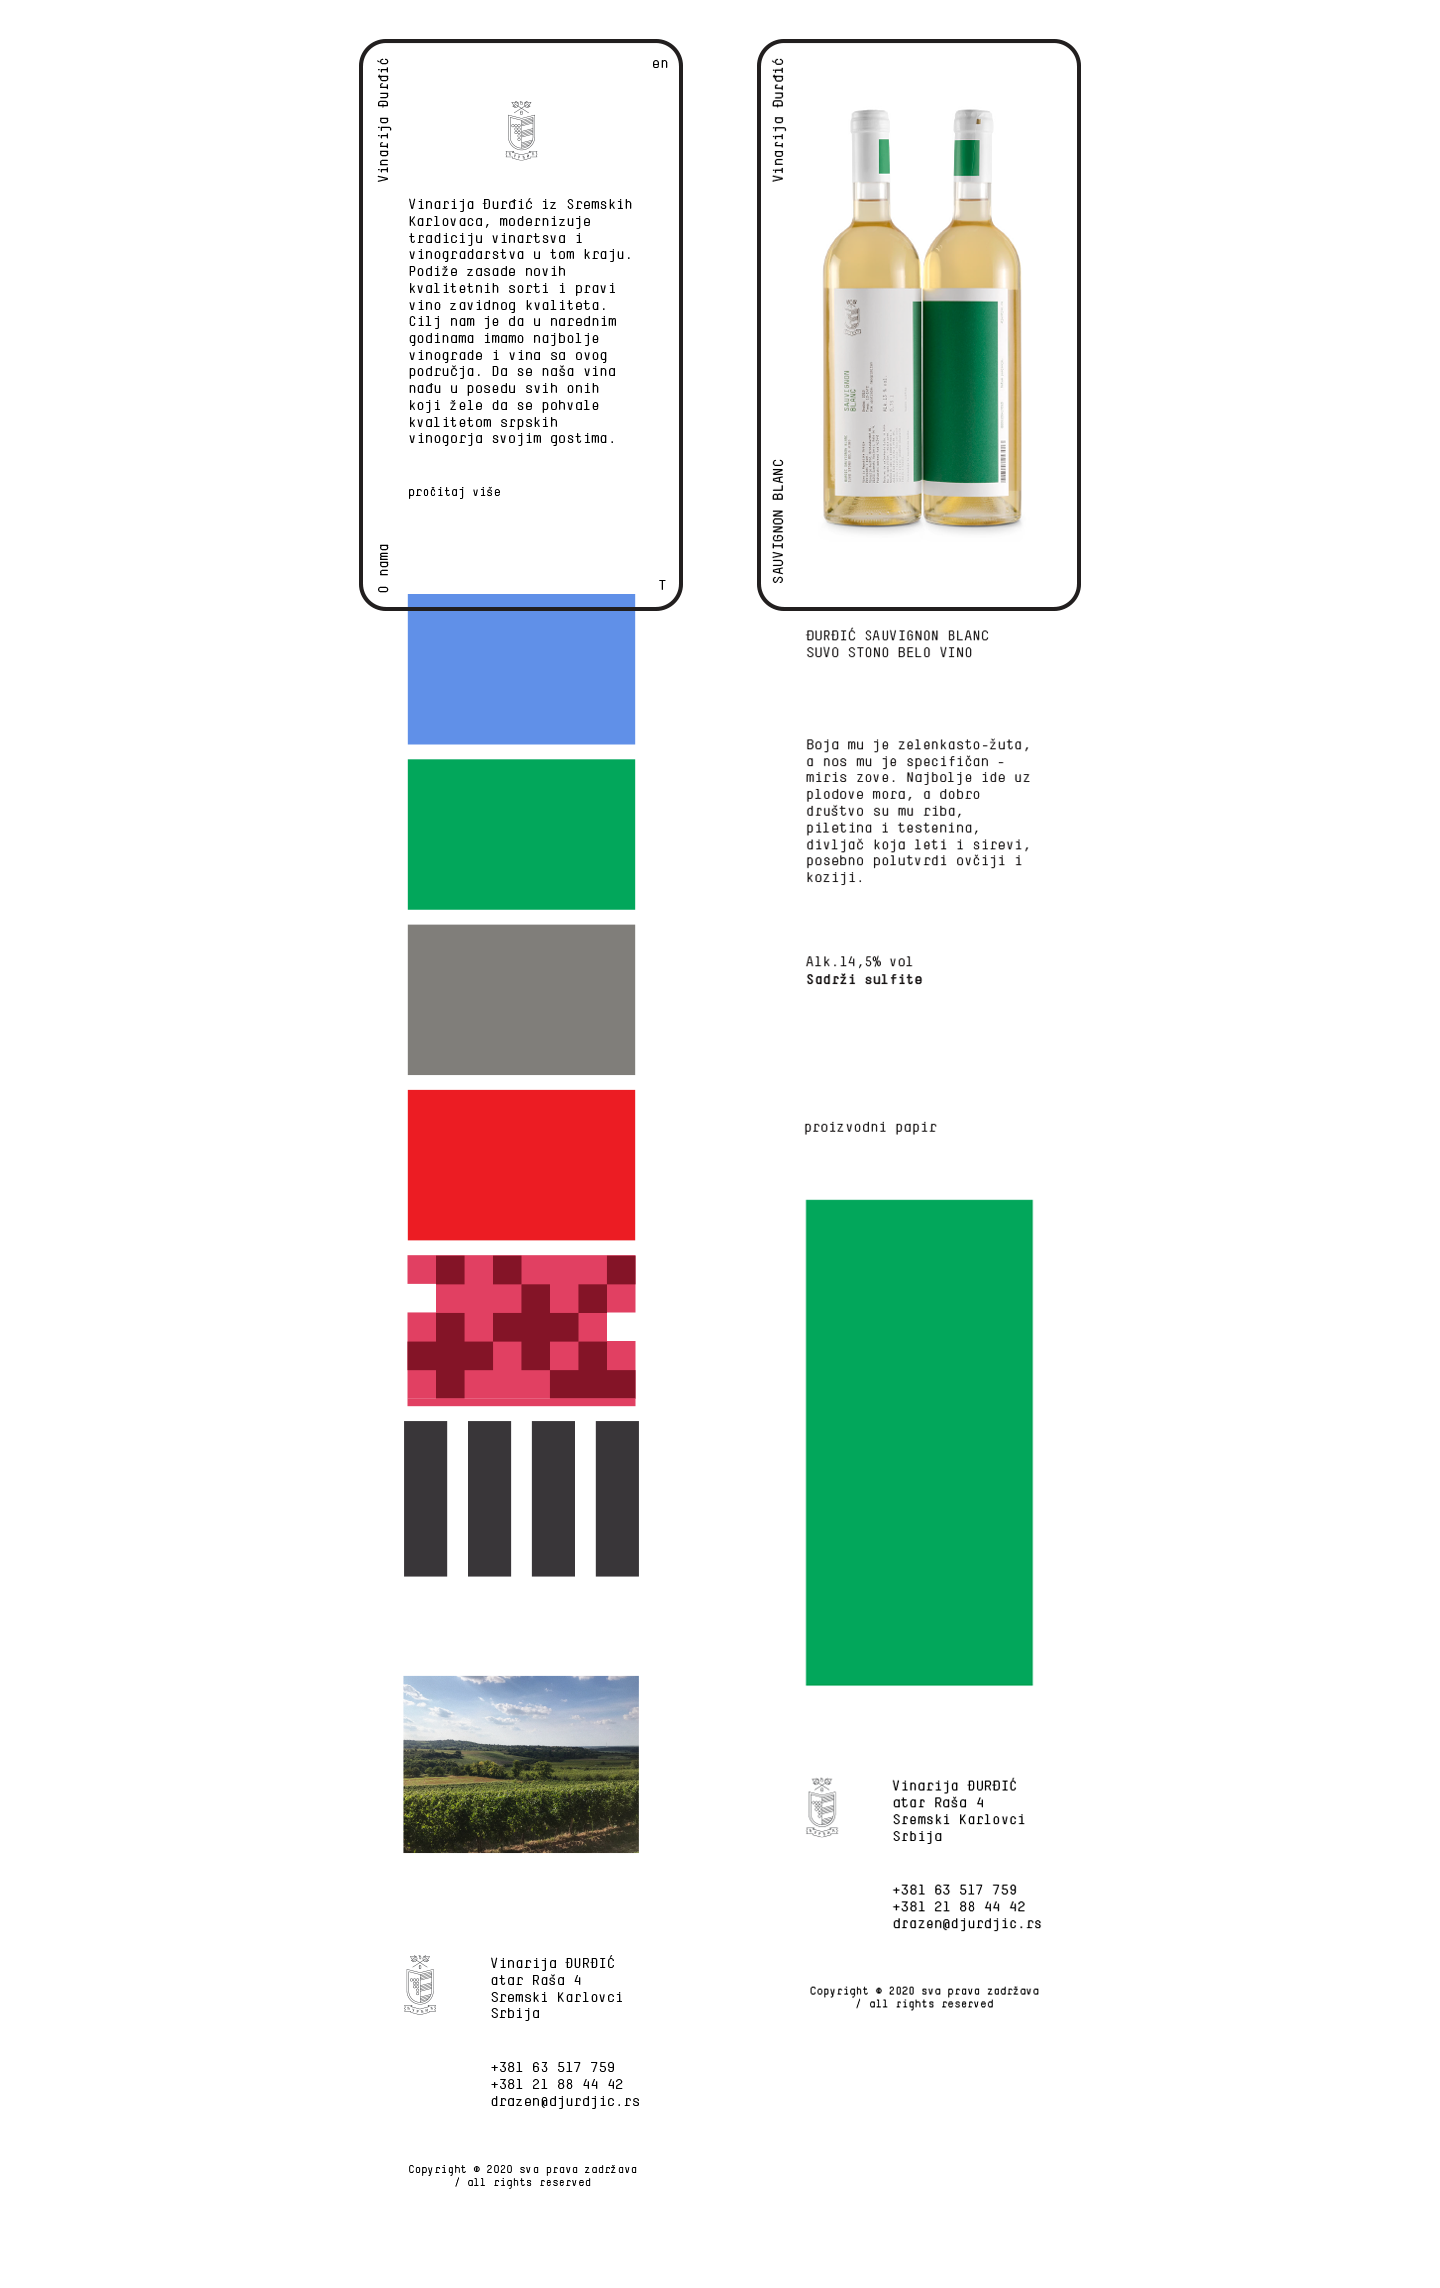 Vinarija Đurđić
en
Vinarija Đurđić iz Sremskih
Karlovaca, modernizuje
tradiciju vinartsva i
vinogradarstva u tom kraju.
Podiže zasade novih
kvalitetnih sorti i pravi
vino zavidnog kvaliteta.
Cilj nam je da u narednim
godinama imamo najbolje
vinograde i vina sa ovog
područja. Da se naša vina
nađu u posedu svih onih
koji žele da se pohvale
kvalitetom srpskih
vinogorja svojim gostima.
pročitaj više
O nama
T
Vinarija ĐURĐIĆ
atar Raša 4
Sremski Karlovci
Srbija
+381 63 517 759
+381 21 88 44 42
drazen@djurdjic.rs
Copyright © 2020 sva prava zadržava
/ all rights reserved
Vinarija Đurđić
SAUVIGNON
BLANC
SAUVIGNON BLANC
ĐURĐIĆ SAUVIGNON BLANC
SUVO STONO BELO VINO
Boja mu je zelenkasto-žuta,
a nos mu je specifičan -
miris zove. Najbolje ide uz
plodove mora, a dobro
društvo su mu riba,
piletina i testenina,
divljač koja leti i sirevi,
posebno polutvrdi ovčiji i
koziji.
Alk.14,5% vol
Sadrži sulfite
proizvodni papir
Vinarija ĐURĐIĆ
atar Raša 4
Sremski Karlovci
Srbija
+381 63 517 759
+381 21 88 44 42
drazen@djurdjic.rs
Copyright © 2020 sva prava zadržava
/ all rights reserved